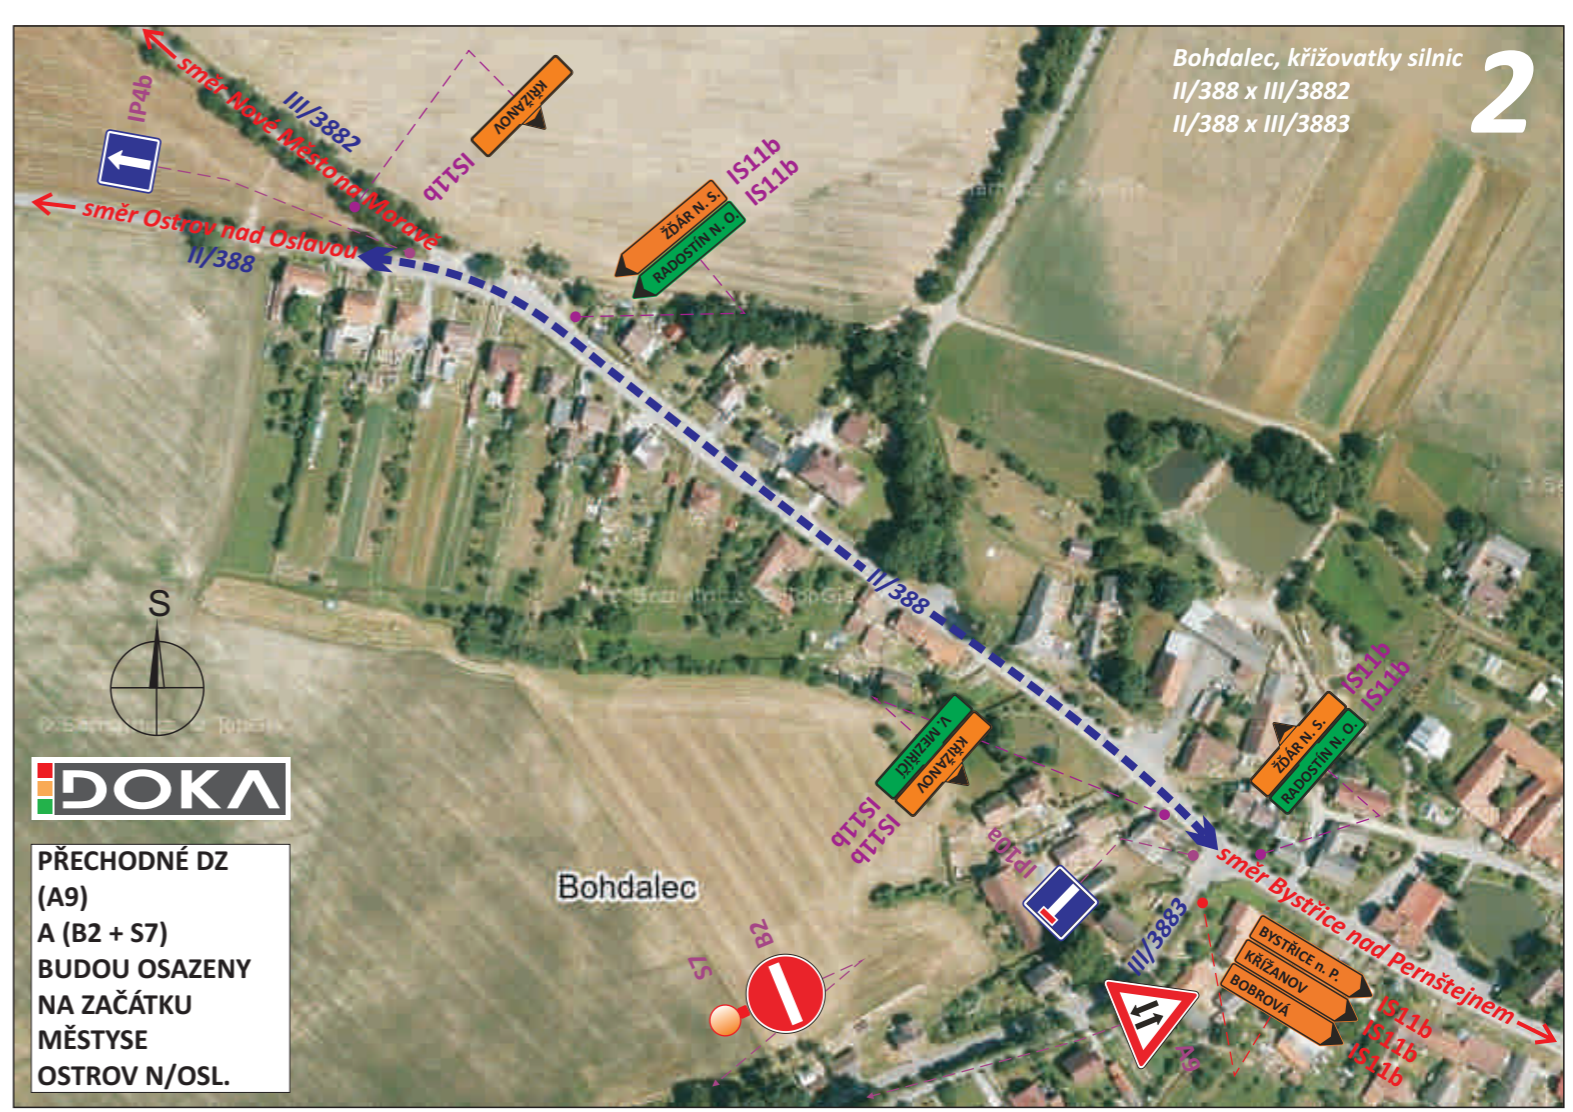 Bohdalec, křižovatky silnic
II/388 x III/3882
II/388 x III/3883
2
směr Nové Město na Moravě
III/3882
IP4b
KŘIŽANOV
IS11b
směr Ostrov nad Oslavou
II/388
ŽĎÁR N. S.
RADOSTÍN N. O.
IS11b
IS11b
II/388
S
V. MEZIŘÍČÍ
KŘIŽANOV
IS11b
IS11b
ŽĎÁR N. S.
RADOSTÍN N. O.
IS11b
IS11b
IP10a
směr Bystřice nad Pernštejnem
III/3883
BYSTŘICE n. P.
KŘÍŽANOV
BOBROVÁ
IS11b
IS11b
IS11b
A9
B2
S7
Bohdalec
DOKA
PŘECHODNÉ DZ
(A9)
A (B2 + S7)
BUDOU OSAZENY
NA ZAČÁTKU
MĚSTYSE
OSTROV N/OSL.